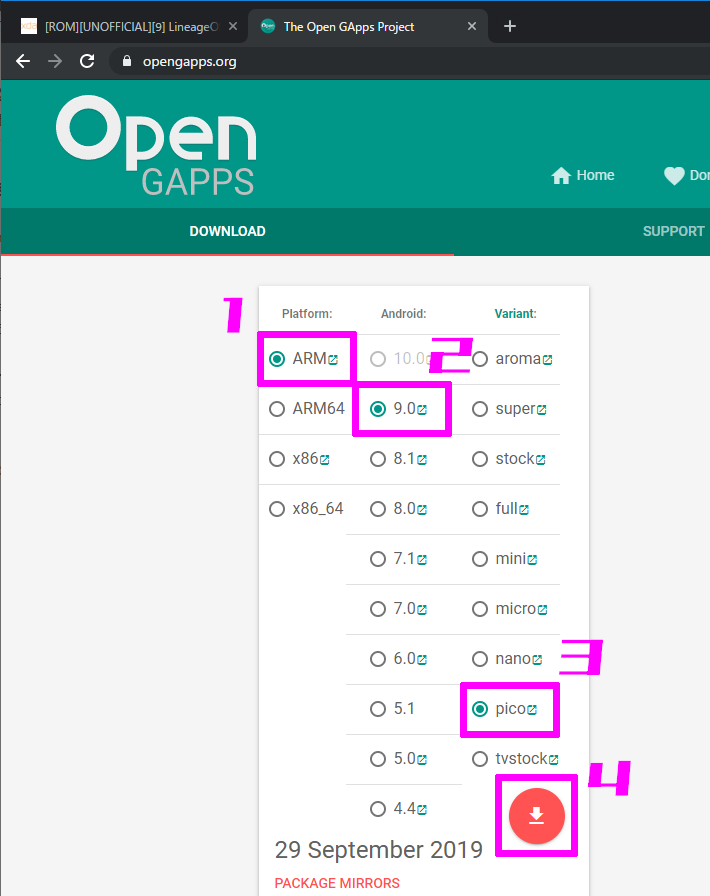 [ROM][UNOFFICIAL][9] LineageO
The Open GApps Project
opengapps.org
Open
GAPPS
Home
Don
DOWNLOAD
SUPPORT
1
Platform:
Android:
Variant:
2
ARM
10.0
aroma
ARM64
9.0
super
x86
8.1
stock
x86_64
8.0
full
7.1
mini
7.0
micro
6.0
nano
3
5.1
pico
5.0
tvstock
4
4.4
29 September 2019
PACKAGE MIRRORS